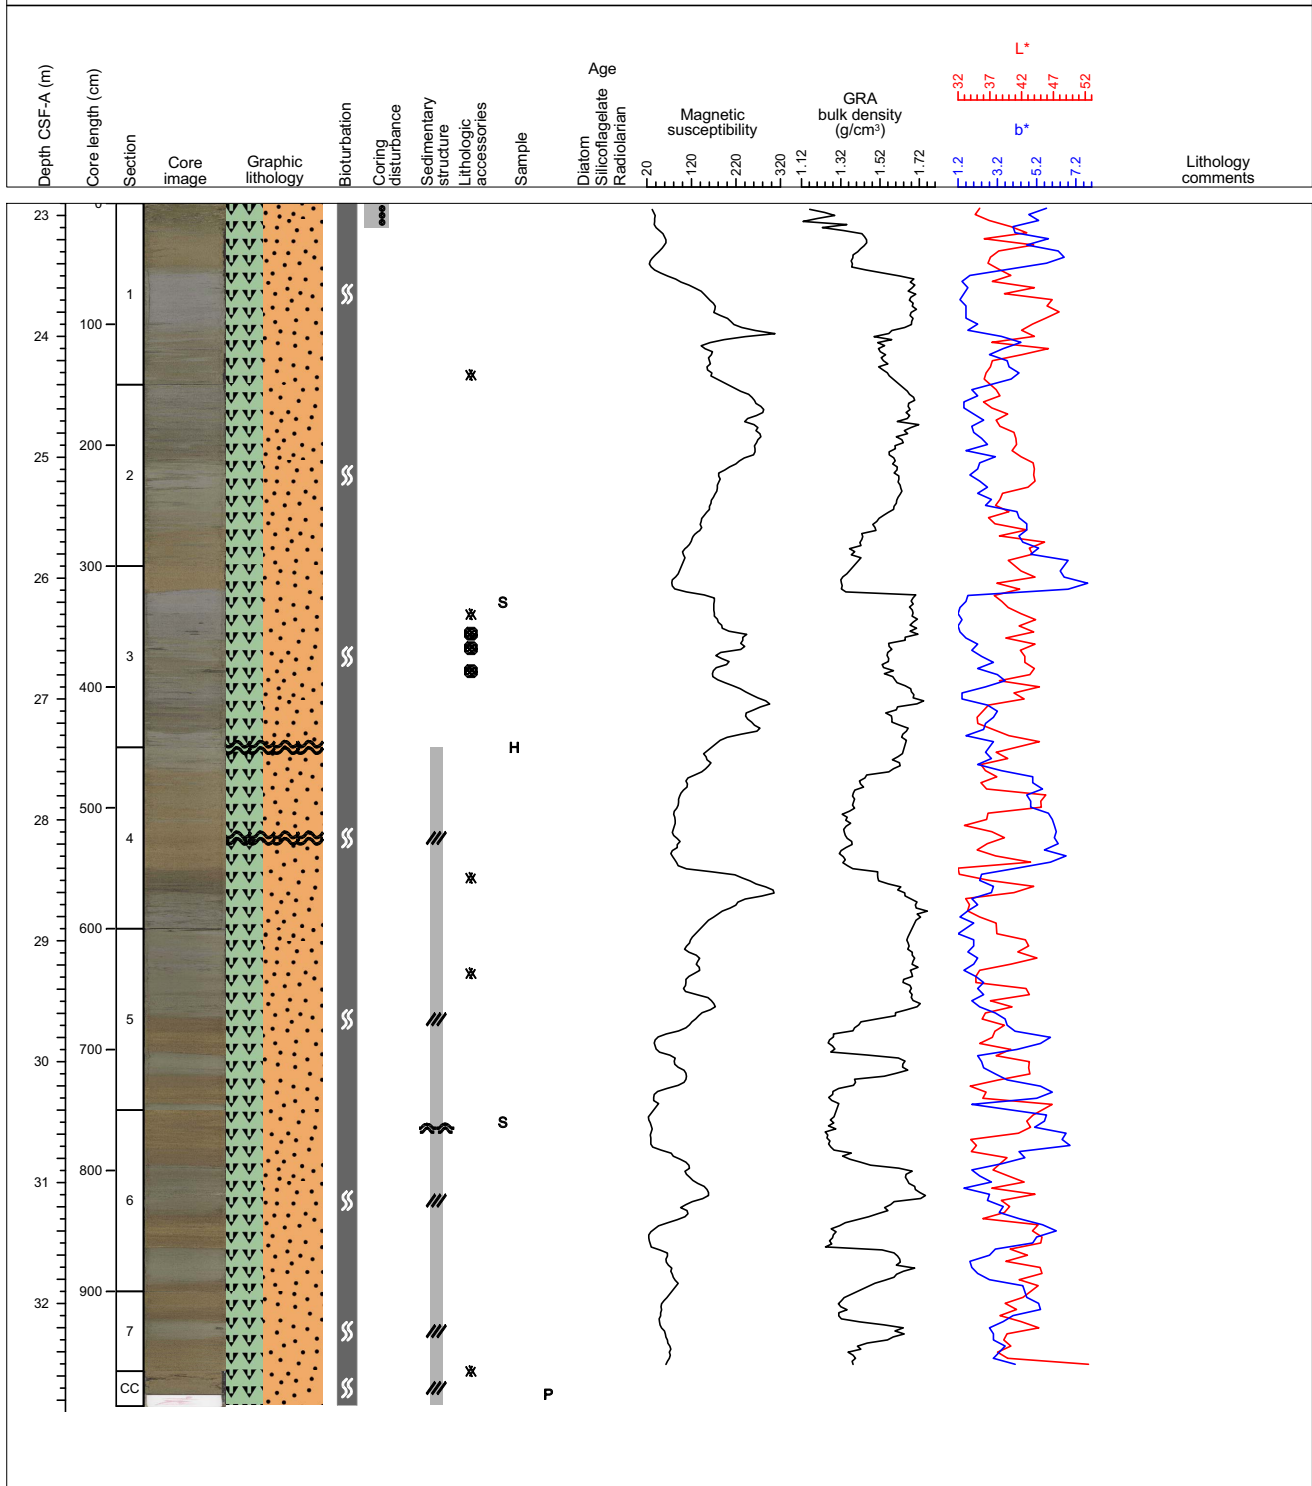 Depth CSF-A (m)
Core length (cm)
Section
Core
image
Graphic
lithology
Bioturbation
Coring
disturbance
Sedimentary
structure
Lithologic
accessories
Sample
Age
Diatom
Silicoflagelate
Radiolarian
Magnetic
susceptibility
20 120 220 320
GRA
bulk density
(g/cm³)
1.12 1.32 1.52 1.72
L*
32 37 42 47 52
b*
1.2 3.2 5.2 7.2
Lithology
comments
0
23
1
100
24
200
25
2
300
26
S
3
400
27
H
500
28
4
600
29
5
700
30
S
800
31
6
900
32
7
CC
P